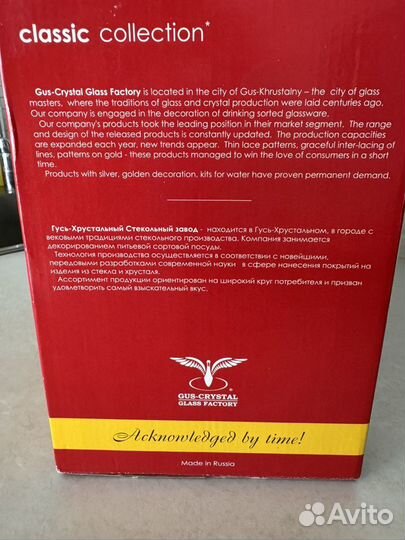 classic collection*
Gus-Crystal Glass Factory is located in the city of Gus-Khrustalny – the city of glass
masters, where the traditions of glass and crystal production were laid centuries ago.
Our company is engaged in the decoration of drinking sorted glassware.
Our company's products took the leading position in their market segment. The range
and design of the released products is constantly updated. The production capacities
are expanded each year, new trends appear. Thin lace patterns, graceful inter-lacing of
lines, patterns on gold - these products managed to win the love of consumers in a short
time.
Products with silver, golden decoration, kits for water have proven permanent demand.
Гусь-Хрустальный Стекольный завод - находится в Гусь-Хрустальном, в городе с
вековыми традициями стекольного производства. Компания занимается
декорированием питьевой сортовой посуды.
Технология производства осуществляется в соответствии с новейшими,
передовыми разработками современной науки в сфере нанесения покрытий на
изделия из стекла и хрусталя.
Ассортимент продукции ориентирован на широкий круг потребителя и призван
удовлетворить самый взыскательный вкус.
GUS-CRYSTAL
GLASS FACTORY ®
Acknowledged by time!
Made in Russia
Avito